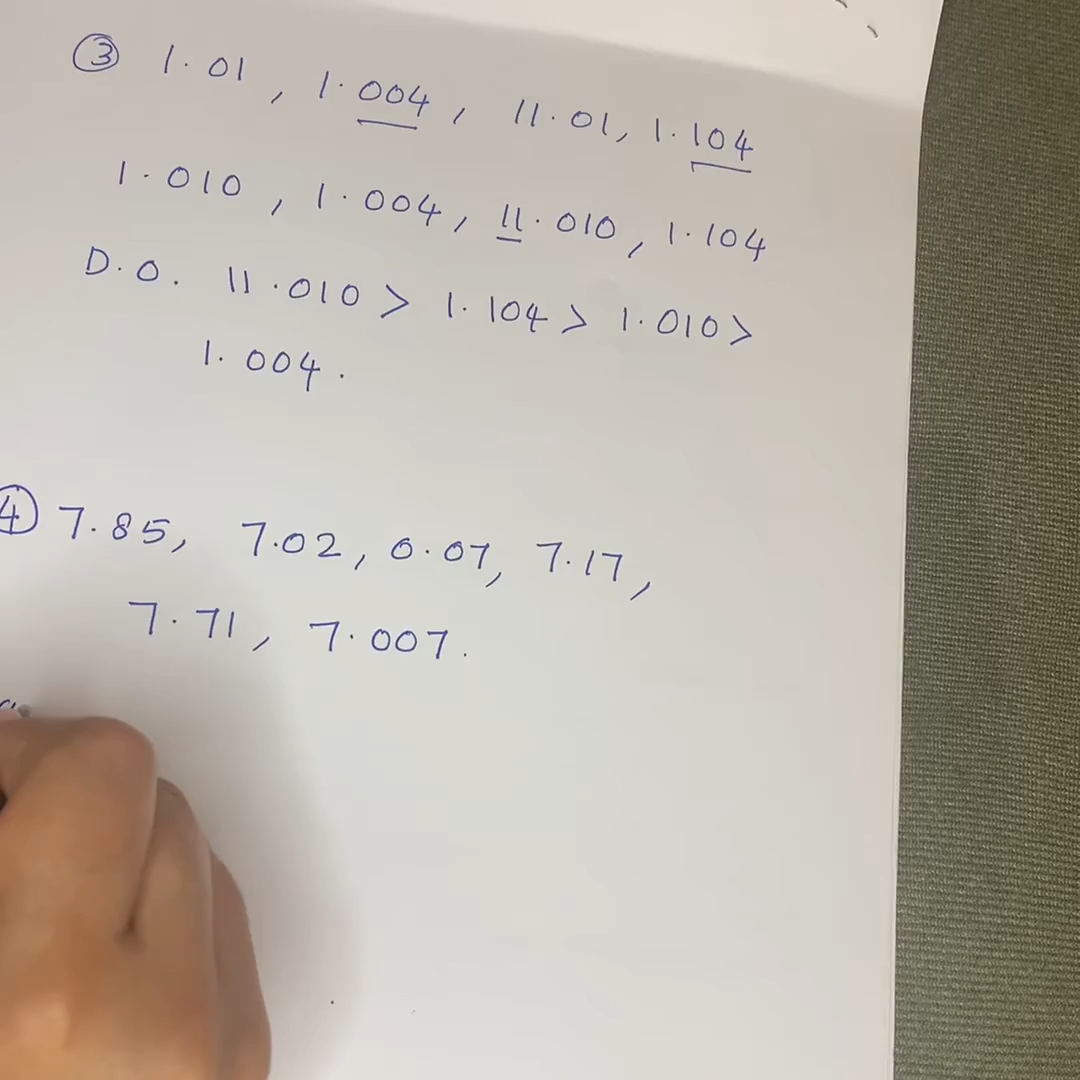 ③ 1.01, 1.004, 11.01, 1.104
1.010, 1.004, 11.010, 1.104
D.O. 11.010 > 1.104 > 1.010 >
1.004.
④ 7.85, 7.02, 0.07, 7.17,
7.71, 7.007.